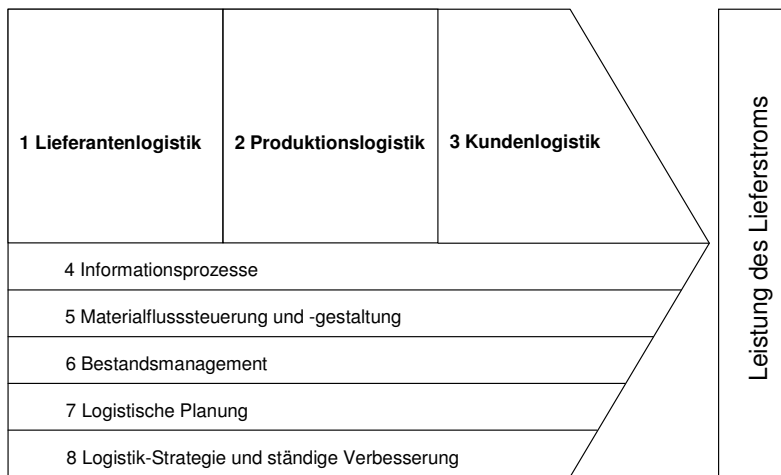 1 Lieferantenlogistik
2 Produktionslogistik
3 Kundenlogistik
4 Informationsprozesse
5 Materialflusssteuerung und -gestaltung
6 Bestandsmanagement
7 Logistische Planung
8 Logistik-Strategie und ständige Verbesserung
Leistung des Lieferstroms